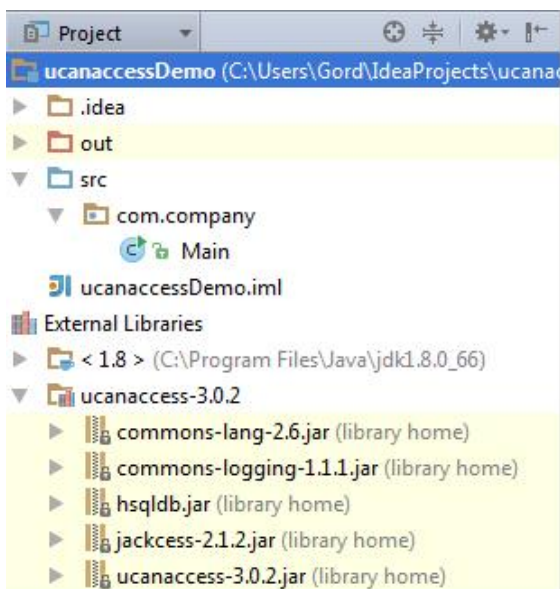 Project
ucanaccessDemo (C:\Users\Gord\IdeaProjects\ucanac
.idea
out
src
com.company
Main
ucanaccessDemo.iml
External Libraries
< 1.8 > (C:\Program Files\Java\jdk1.8.0_66)
ucanaccess-3.0.2
commons-lang-2.6.jar (library home)
commons-logging-1.1.1.jar (library home)
hsqldb.jar (library home)
jackcess-2.1.2.jar (library home)
ucanaccess-3.0.2.jar (library home)